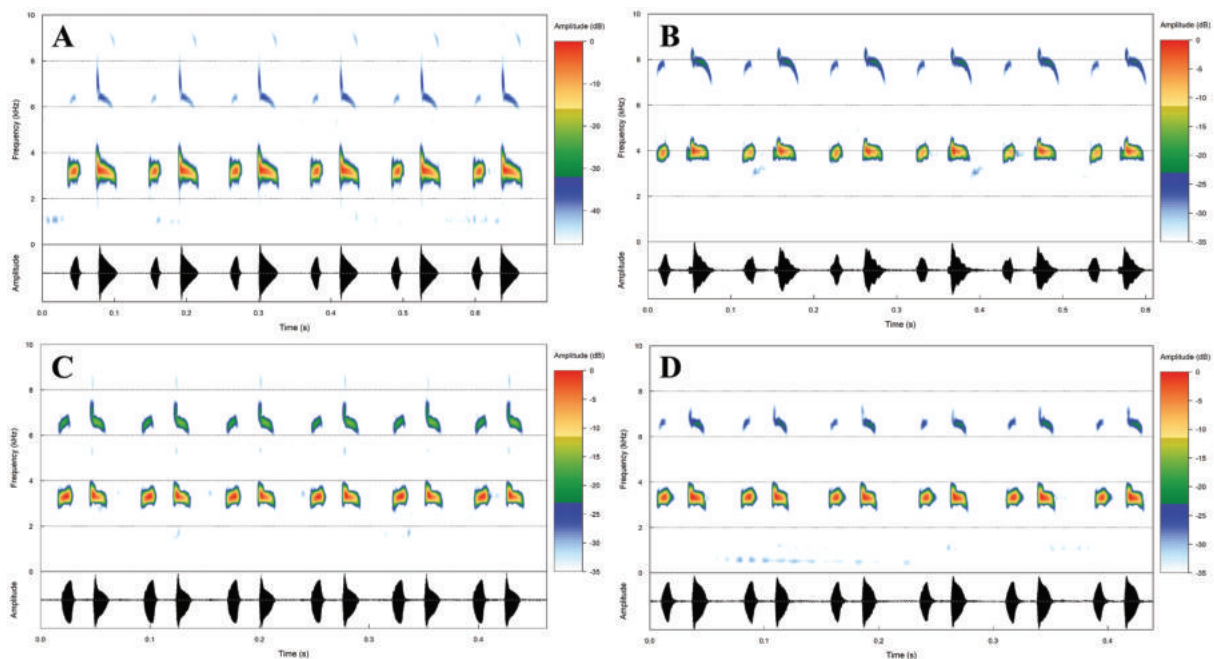 A
Amplitude (dB)
0
-10
-20
-30
-40
10
8
6
4
2
0
Frequency (kHz)
Amplitude
0.0 0.1 0.2 0.3 0.4 0.5 0.6
Time (s)
B
Amplitude (dB)
0
-5
-10
-15
-20
-25
-30
-35
10
8
6
4
2
0
Frequency (kHz)
Amplitude
0.0 0.1 0.2 0.3 0.4 0.5 0.6
Time (s)
C
Amplitude (dB)
0
-5
-10
-15
-20
-25
-30
-35
10
8
6
4
2
0
Frequency (kHz)
Amplitude
0.0 0.1 0.2 0.3 0.4
Time (s)
D
Amplitude (dB)
0
-5
-10
-15
-20
-25
-30
-35
10
8
6
4
2
0
Frequency (kHz)
Amplitude
0.0 0.1 0.2 0.3 0.4
Time (s)